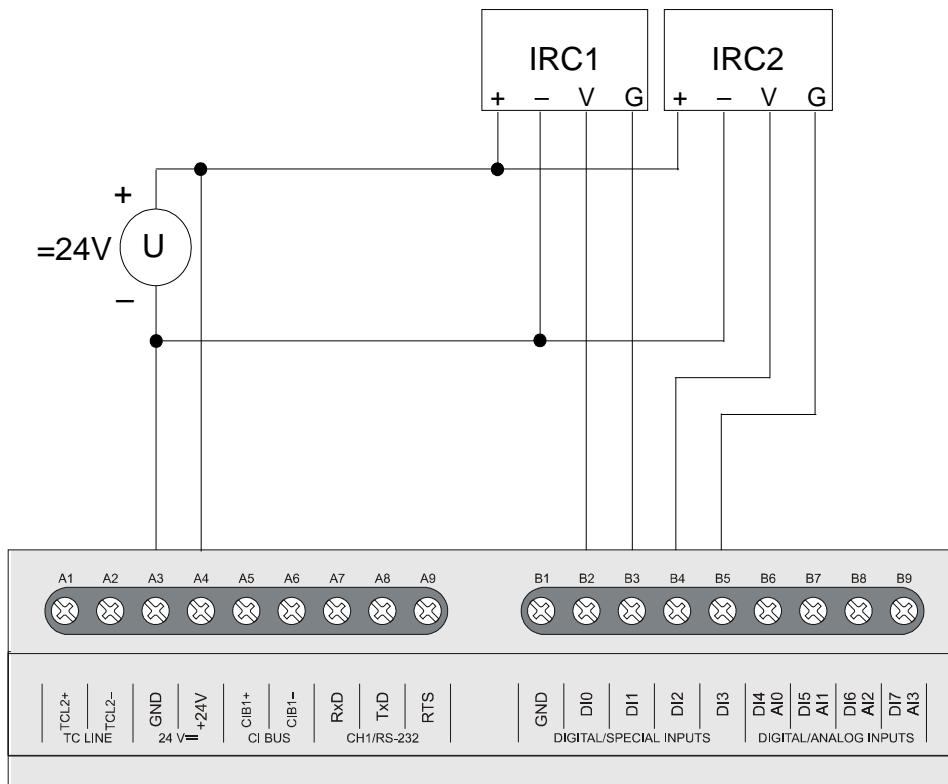 IRC1 IRC2
+ – V G + – V G
+
=24V U
–
A1 A2 A3 A4 A5 A6 A7 A8 A9 B1 B2 B3 B4 B5 B6 B7 B8 B9
TCL2+ TCL2– GND +24V CIB1+ CIB1– RxD TxD RTS GND DI0 DI1 DI2 DI3 DI4 AI0 DI5 AI1 DI6 AI2 DI7 AI3
TC LINE 24 V CI BUS CH1/RS-232 DIGITAL/SPECIAL INPUTS DIGITAL/ANALOG INPUTS